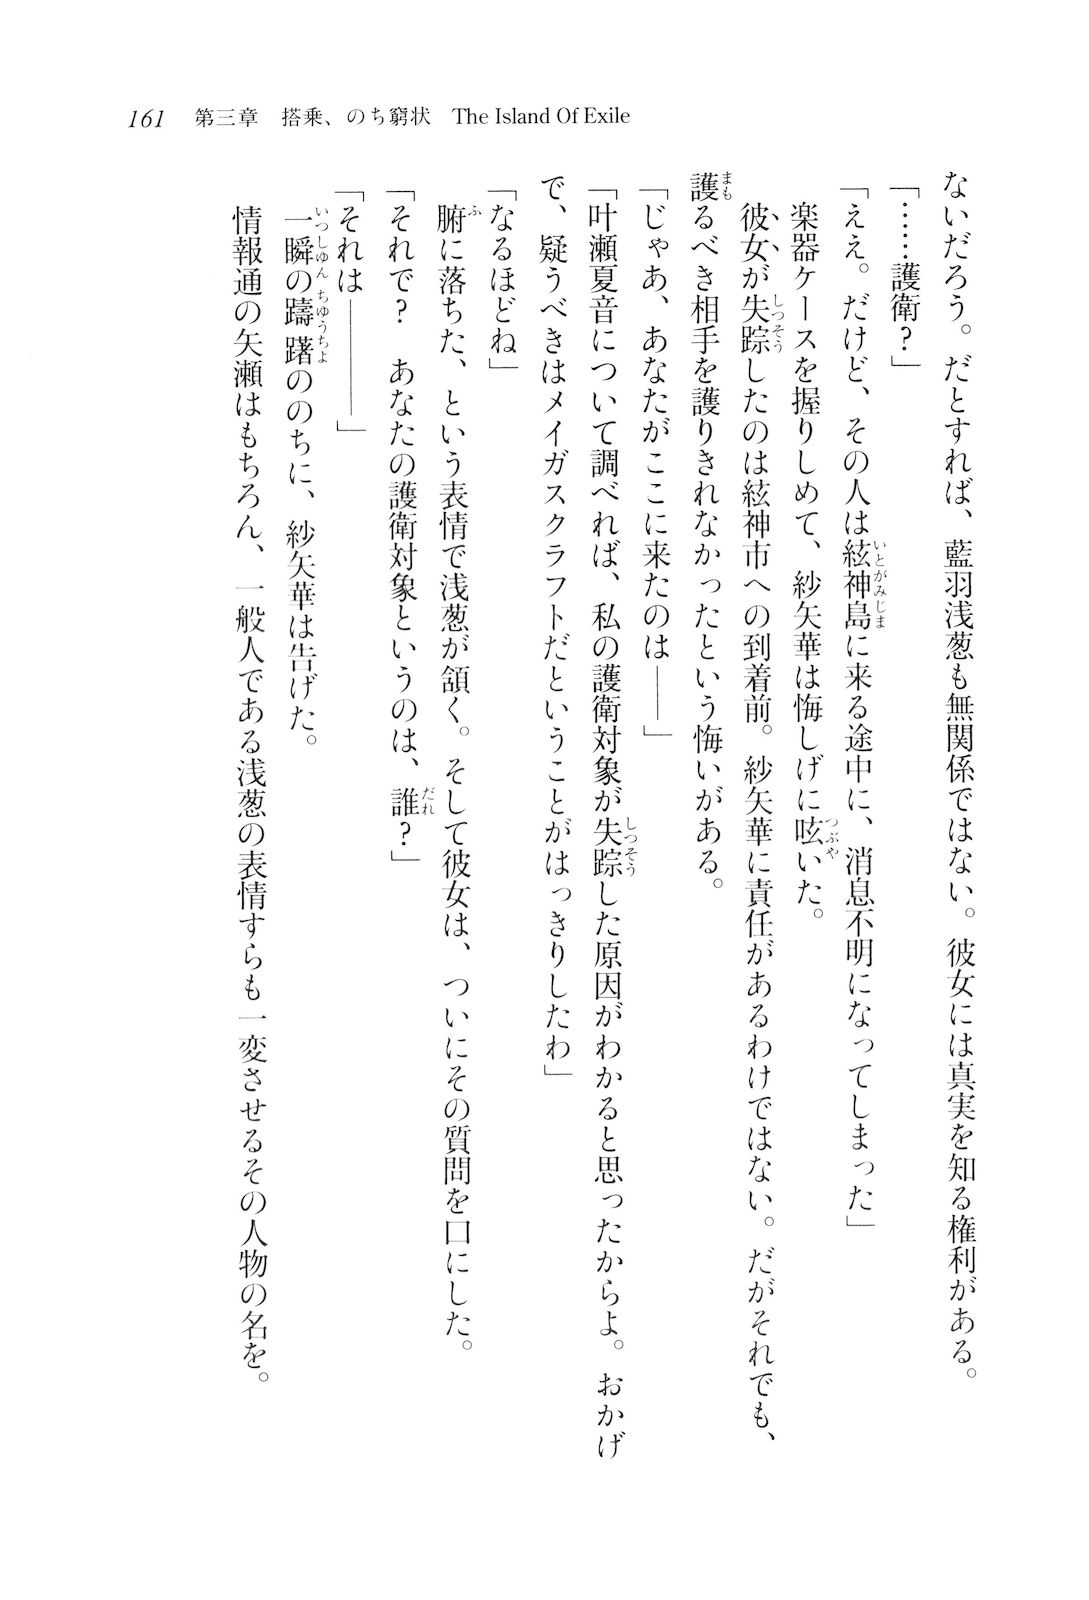 161　第三章　搭乗、のち窮状　The Island Of Exile
ないだろう。だとすれば、藍羽浅葱も無関係ではない。彼女には真実を知る権利がある。
「……護衛？」
「ええ。だけど、その人は絃神島に来る途中に、消息不明になってしまった」
楽器ケースを握りしめて、紗矢華は悔しげに呟いた。
彼女が失踪したのは絃神市への到着前。紗矢華に責任があるわけではない。だがそれでも、
護るべき相手を護りきれなかったという悔いがある。
「じゃあ、あなたがここに来たのは――」
「叶瀬夏音について調べれば、私の護衛対象が失踪した原因がわかると思ったからよ。おかげ
で、疑うべきはメイガスクラフトだということがはっきりしたわ」
「なるほどね」
腑に落ちた、という表情で浅葱が頷く。そして彼女は、ついにその質問を口にした。
「それで？　あなたの護衛対象というのは、誰？」
「それは――――」
一瞬の躊躇ののちに、紗矢華は告げた。
情報通の矢瀬はもちろん、一般人である浅葱の表情すらも一変させるその人物の名を。